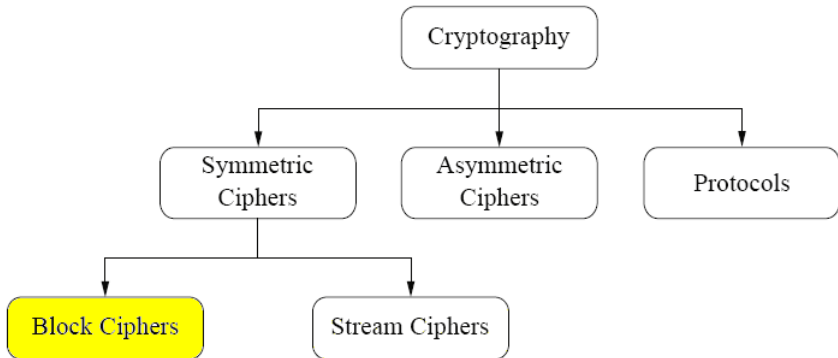 Cryptography
Symmetric
Ciphers
Asymmetric
Ciphers
Protocols
Block Ciphers
Stream Ciphers